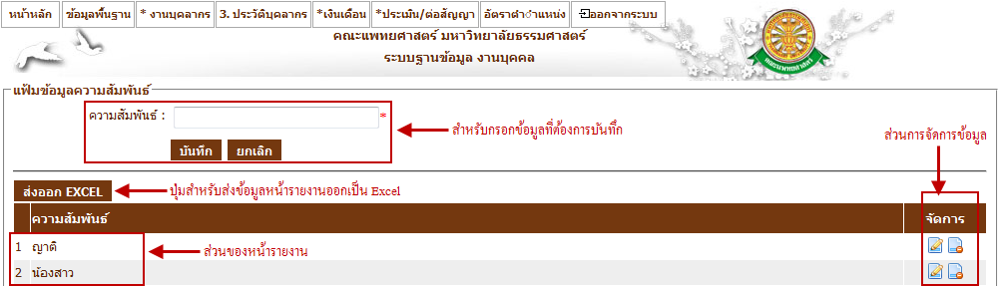 หน้าหลัก ข้อมูลพื้นฐาน * งานบุคลากร 3. ประวัติบุคลากร *เงินเดือน *ประเมิน/ต่อสัญญา อัตราตำแหน่ง ออกจากระบบ
คณะแพทยศาสตร์ มหาวิทยาลัยธรรมศาสตร์
ระบบฐานข้อมูล งานบุคคล
แฟ้มข้อมูลความสัมพันธ์
ความสัมพันธ์ : *
สำหรับกรอกข้อมูลที่ต้องการบันทึก
ส่วนการจัดการข้อมูล
บันทึก ยกเลิก
ส่งออก EXCEL ปุ่มสำหรับส่งข้อมูลหน้ารายงานออกเป็น Excel
ความสัมพันธ์ จัดการ
1 ญาติ
ส่วนของหน้ารายงาน
2 น้องสาว